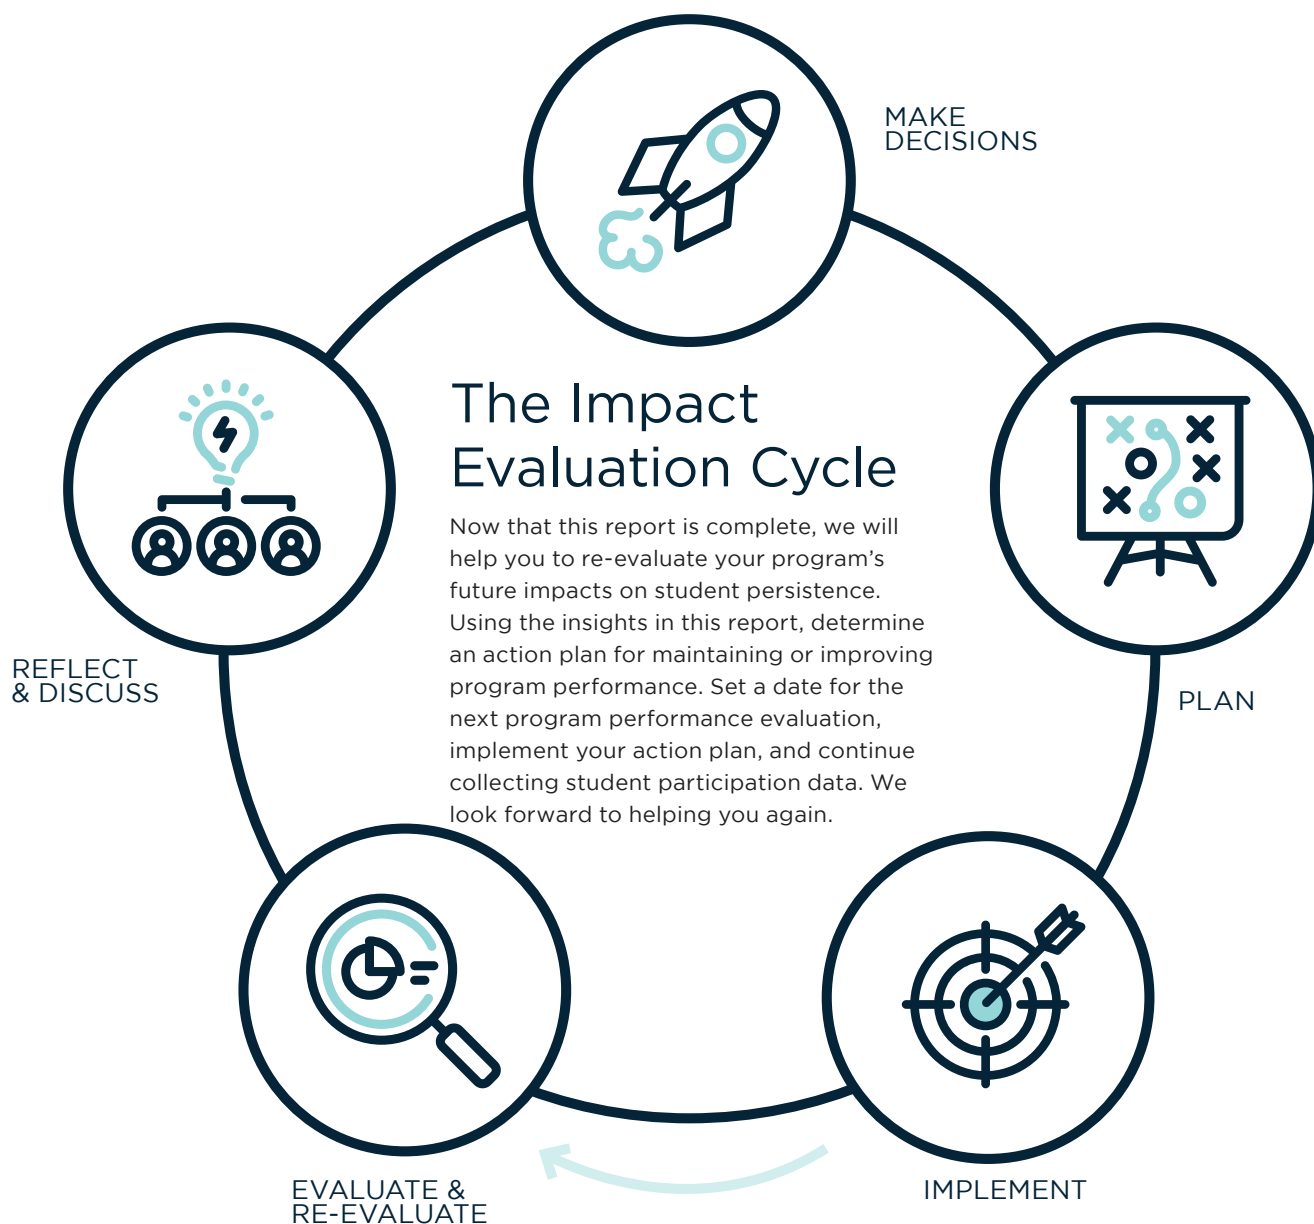 MAKE
DECISIONS
The Impact
Evaluation Cycle
Now that this report is complete, we will
help you to re-evaluate your program’s
future impacts on student persistence.
Using the insights in this report, determine
an action plan for maintaining or improving
program performance. Set a date for the
next program performance evaluation,
implement your action plan, and continue
collecting student participation data. We
look forward to helping you again.
REFLECT
& DISCUSS
PLAN
EVALUATE &
RE-EVALUATE
IMPLEMENT